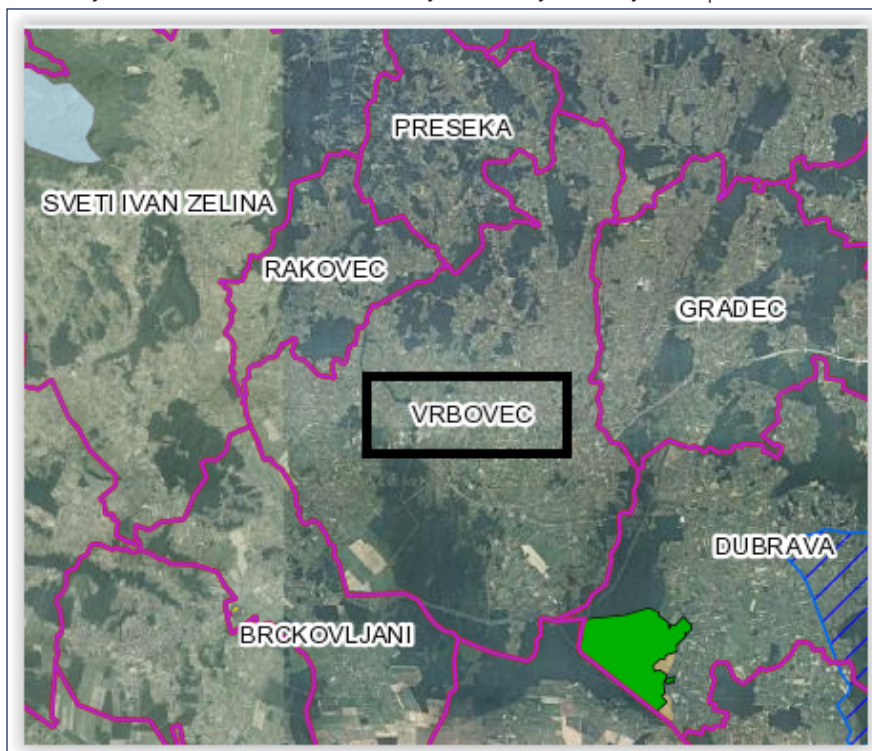 PRESEKA
SVETI IVAN ZELINA
RAKOVEC
GRADEC
VRBOVEC
DUBRAVA
BRCKOVLJANI